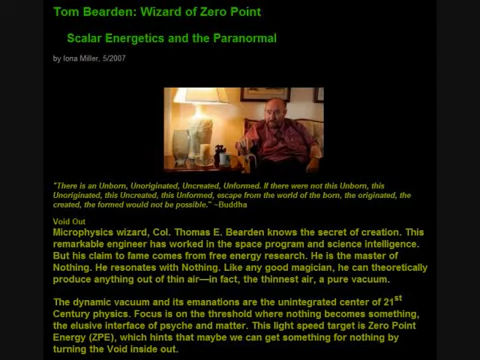 Tom Bearden: Wizard of Zero Point
Scalar Energetics and the Paranormal
by Iona Miller, 5/2007
"There is an Unborn, Unoriginated, Uncreated, Unformed. If there were not this Unborn, this
Unoriginated, this Uncreated, this Unformed, escape from the world of the born, the originated, the
created, the formed would not be possible." ~Buddha
Void Out
Microphysics wizard, Col. Thomas E. Bearden knows the secret of creation. This
remarkable engineer has worked in the space program and science intelligence.
But his claim to fame comes from free energy research. He is the master of
Nothing. He resonates with Nothing. Like any good magician, he can theoretically
produce anything out of thin air—in fact, the thinnest air, a pure vacuum.
The dynamic vacuum and its emanations are the unintegrated center of 21st
Century physics. Focus is on the threshold where nothing becomes something,
the elusive interface of psyche and matter. This light speed target is Zero Point
Energy (ZPE), which hints that maybe we can get something for nothing by
turning the Void inside out.